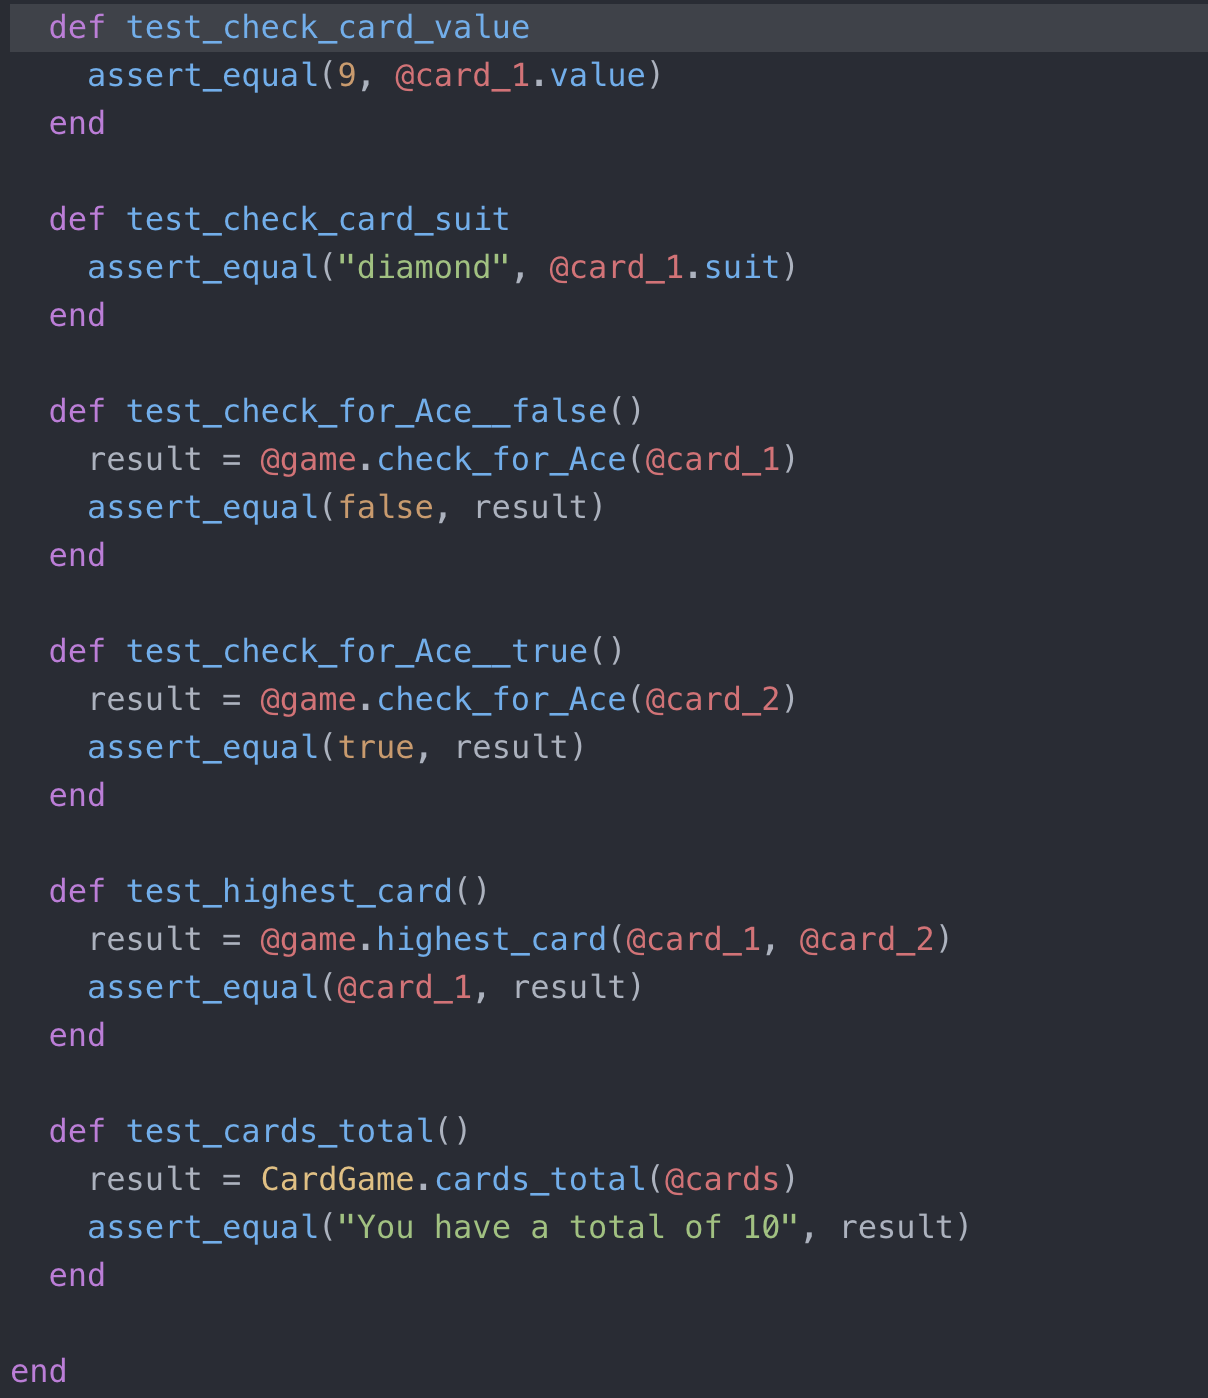 def test_check_card_value
assert_equal(9, @card_1.value)
end
def test_check_card_suit
assert_equal("diamond", @card_1.suit)
end
def test_check_for_Ace__false()
result = @game.check_for_Ace(@card_1)
assert_equal(false, result)
end
def test_check_for_Ace__true()
result = @game.check_for_Ace(@card_2)
assert_equal(true, result)
end
def test_highest_card()
result = @game.highest_card(@card_1, @card_2)
assert_equal(@card_1, result)
end
def test_cards_total()
result = CardGame.cards_total(@cards)
assert_equal("You have a total of 10", result)
end
end